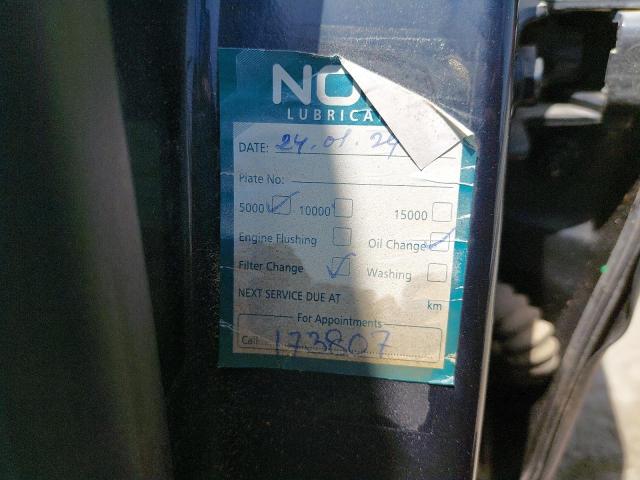 NO
LUBRICA
DATE: 24.01.24
Plate No:
5000 10000 15000
Engine Flushing Oil Change
Filter Change Washing
NEXT SERVICE DUE AT km
For Appointments
Call: 173807